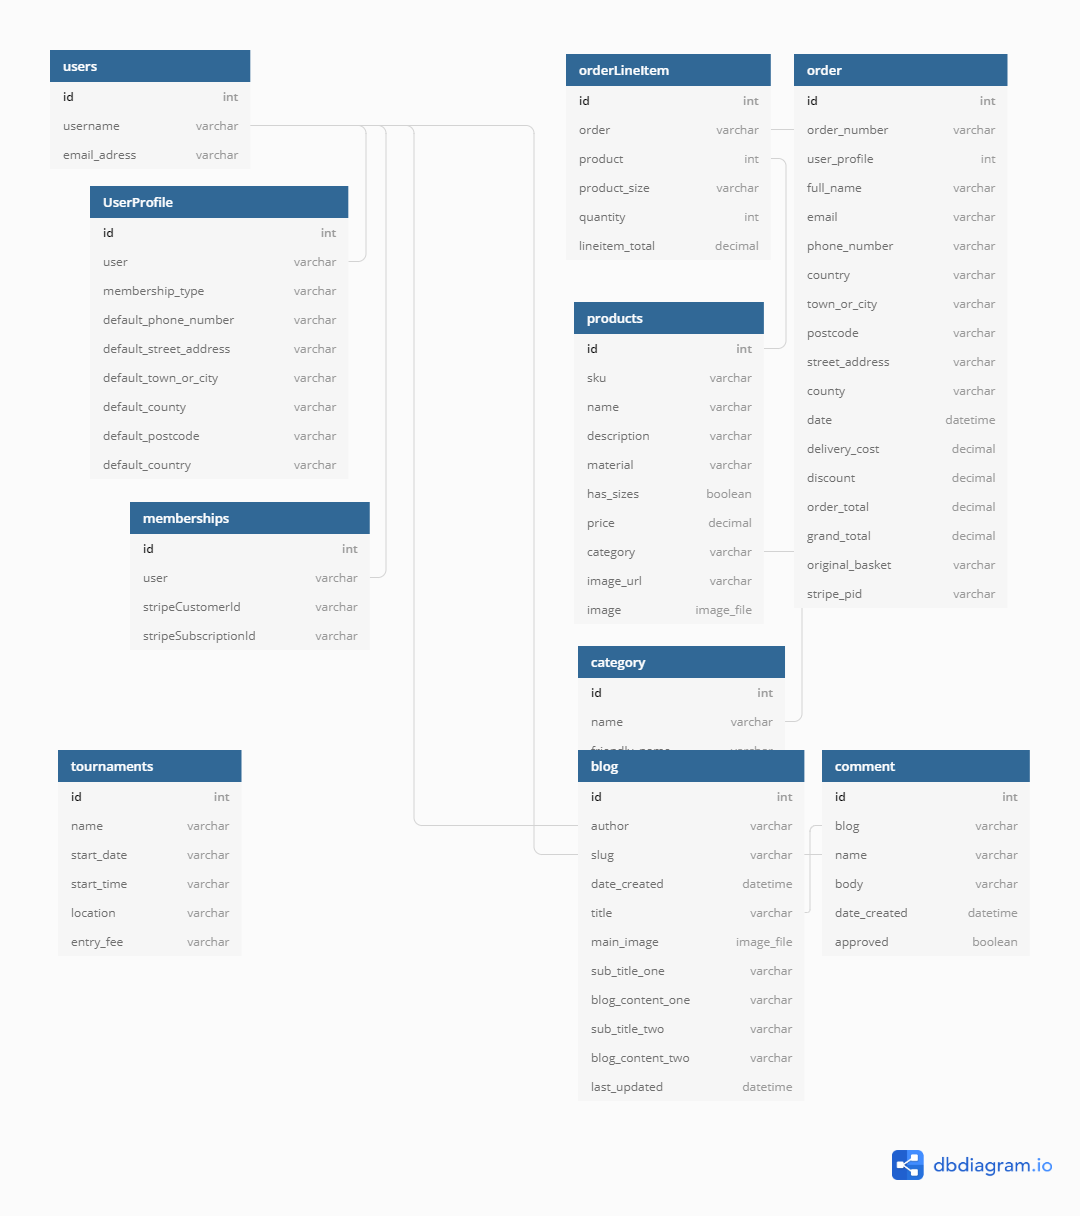 users
id int
username varchar
email_adress varchar
UserProfile
id int
user varchar
membership_type varchar
default_phone_number varchar
default_street_address varchar
default_town_or_city varchar
default_county varchar
default_postcode varchar
default_country varchar
memberships
id int
user varchar
stripeCustomerId varchar
stripeSubscriptionId varchar
tournaments
id int
name varchar
start_date varchar
start_time varchar
location varchar
entry_fee varchar
orderLineItem
id int
order varchar
product int
product_size varchar
quantity int
lineitem_total decimal
products
id int
sku varchar
name varchar
description varchar
material varchar
has_sizes boolean
price decimal
category varchar
image_url varchar
image image_file
category
id int
name varchar
friendly_name varchar
blog
id int
author varchar
slug varchar
date_created datetime
title varchar
main_image image_file
sub_title_one varchar
blog_content_one varchar
sub_title_two varchar
blog_content_two varchar
last_updated datetime
order
id int
order_number varchar
user_profile int
full_name varchar
email varchar
phone_number varchar
country varchar
town_or_city varchar
postcode varchar
street_address varchar
county varchar
date datetime
delivery_cost decimal
discount decimal
order_total decimal
grand_total decimal
original_basket varchar
stripe_pid varchar
comment
id int
blog varchar
name varchar
body varchar
date_created datetime
approved boolean
dbdiagram.io